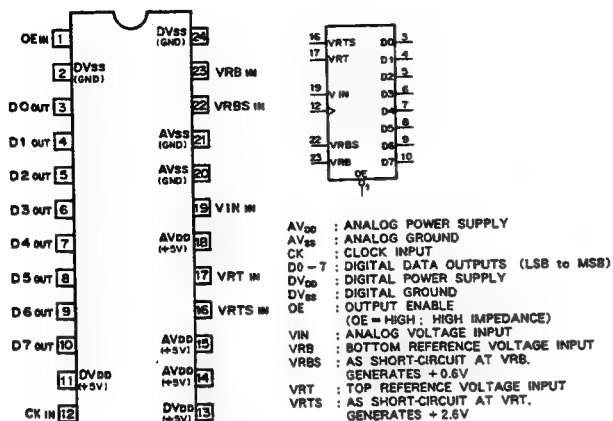 OE IN 1
2 DVSS (GND)
D0 OUT 3
D1 OUT 4
D2 OUT 5
D3 OUT 6
D4 OUT 7
D5 OUT 8
D6 OUT 9
D7 OUT 10
11 DVDD (+5V)
CK IN 12
DVSS (GND) 24
23 VRB IN
22 VRBS IN
AVSS (GND) 21
AVSS (GND) 20
19 VIN IN
AVDD (+5V) 18
17 VRT IN
16 VRTS IN
AVDD (+5V) 15
AVDD (+5V) 14
DVDD (+5V) 13
16 VRTS D0 3
17 VRT D1 4
D2 5
19 V IN D3 6
12 D4 7
D5 8
22 VRBS D6 9
23 VRB D7 10
OE
1
AVDD : ANALOG POWER SUPPLY
AVSS : ANALOG GROUND
CK : CLOCK INPUT
D0-7 : DIGITAL DATA OUTPUTS (LSB to MSB)
DVDD : DIGITAL POWER SUPPLY
DVSS : DIGITAL GROUND
OE : OUTPUT ENABLE
(OE=HIGH; HIGH IMPEDANCE)
VIN : ANALOG VOLTAGE INPUT
VRB : BOTTOM REFERENCE VOLTAGE INPUT
VRBS : AS SHORT-CIRCUIT AT VRB.
GENERATES +0.6V
VRT : TOP REFERENCE VOLTAGE INPUT
VRTS : AS SHORT-CIRCUIT AT VRT.
GENERATES +2.6V